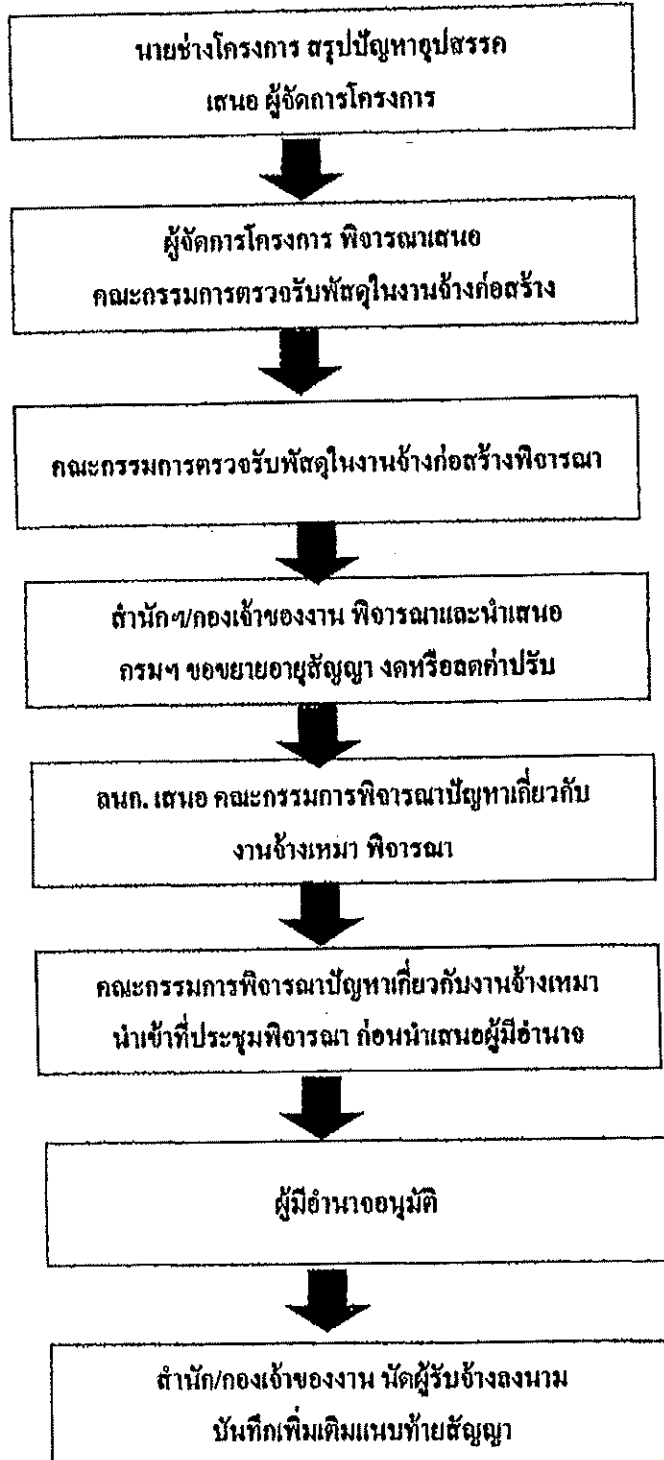 นายช่างโครงการ สรุปปัญหาอุปสรรค
เสนอ ผู้จัดการโครงการ
ผู้จัดการโครงการ พิจารณาเสนอ
คณะกรรมการตรวจรับพัสดุในงานจ้างก่อสร้าง
คณะกรรมการตรวจรับพัสดุในงานจ้างก่อสร้างพิจารณา
สำนักฯ/กองเจ้าของงาน พิจารณาและนำเสนอ
กรมฯ ขอขยายอายุสัญญา งดหรือลดค่าปรับ
ลนก. เสนอ คณะกรรมการพิจารณาปัญหาเกี่ยวกับ
งานจ้างเหมา พิจารณา
คณะกรรมการพิจารณาปัญหาเกี่ยวกับงานจ้างเหมา
นำเข้าที่ประชุมพิจารณา ก่อนนำเสนอผู้มีอำนาจ
ผู้มีอำนาจอนุมัติ
สำนัก/กองเจ้าของงาน นัดผู้รับจ้างลงนาม
บันทึกเพิ่มเติมแนบท้ายสัญญา